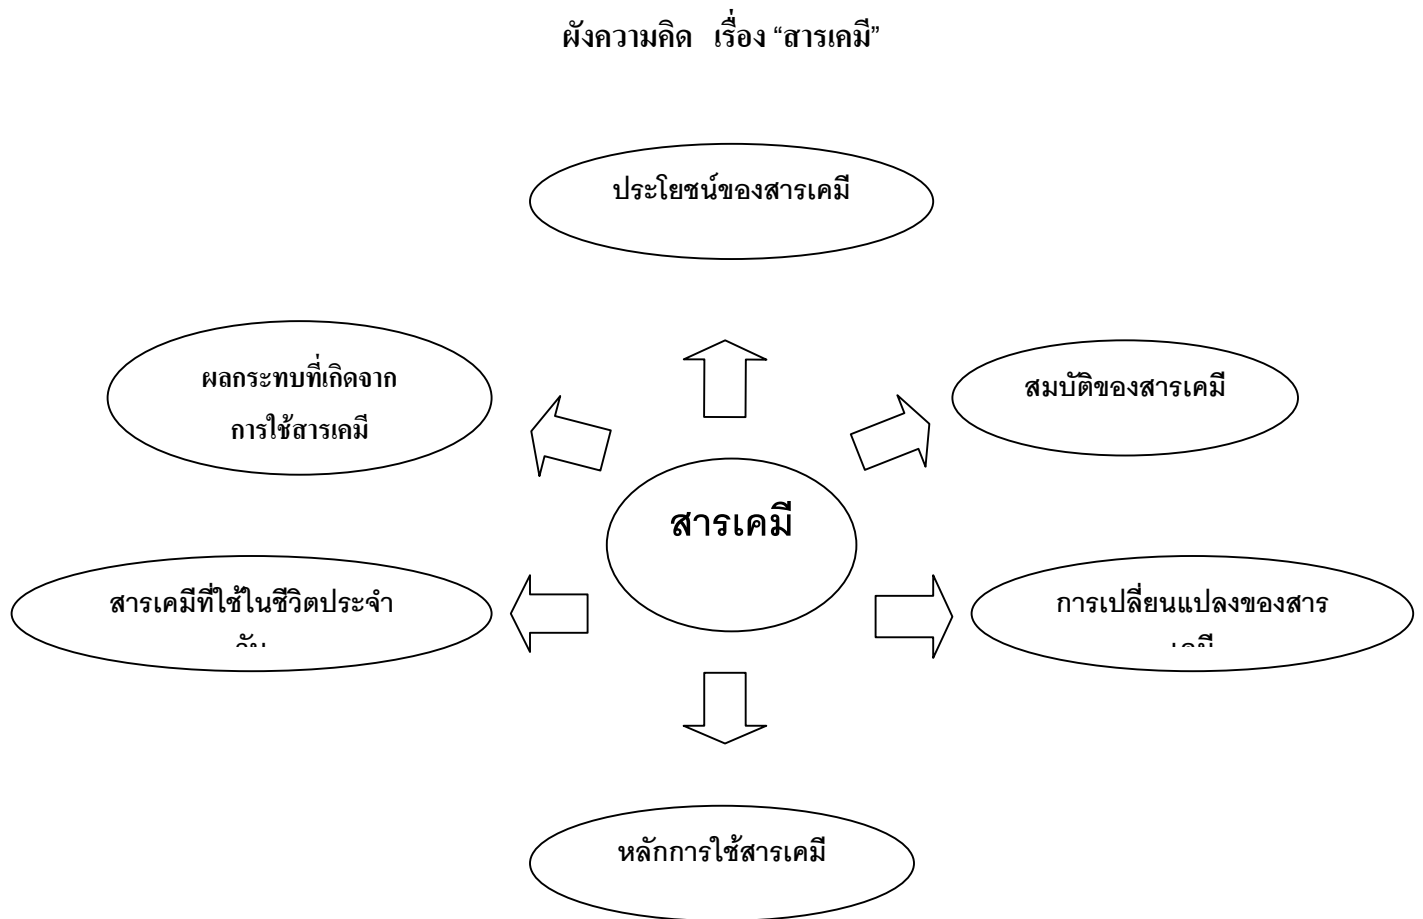 ผังความคิด เรื่อง “สารเคมี”
ประโยชน์ของสารเคมี
ผลกระทบที่เกิดจาก
การใช้สารเคมี
สมบัติของสารเคมี
สารเคมี
สารเคมีที่ใช้ในชีวิตประจำ
วัน
การเปลี่ยนแปลงของสาร
เคมี
หลักการใช้สารเคมี